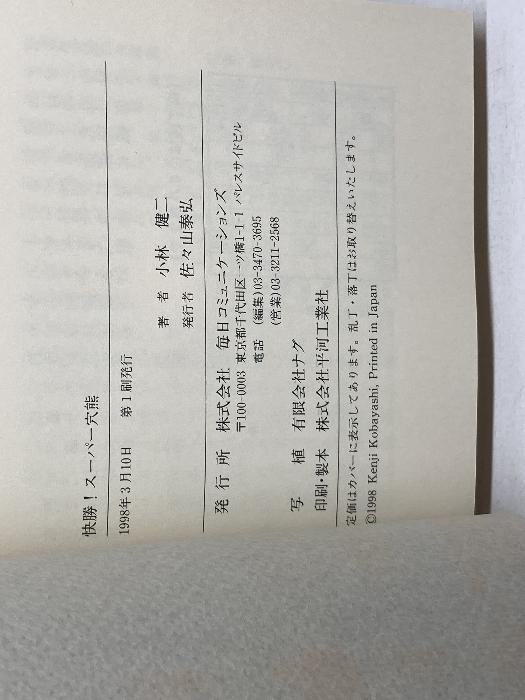 快勝！スーパー穴熊
1998年3月10日　第1刷発行
著　者　小林　健二
発行者　佐々山泰弘
発　行　所　株式会社　毎日コミュニケーションズ
〒100-0003　東京都千代田区一ツ橋1-1-1　パレスサイドビル
電話　(編集)03-3470-3695
(営業)03-3211-2568
写　　植　有限会社ナグ
印刷・製本　株式会社平河工業社
定価はカバーに表示してあります。乱丁・落丁はお取り替えいたします。
©1998 Kenji Kobayashi, Printed in Japan